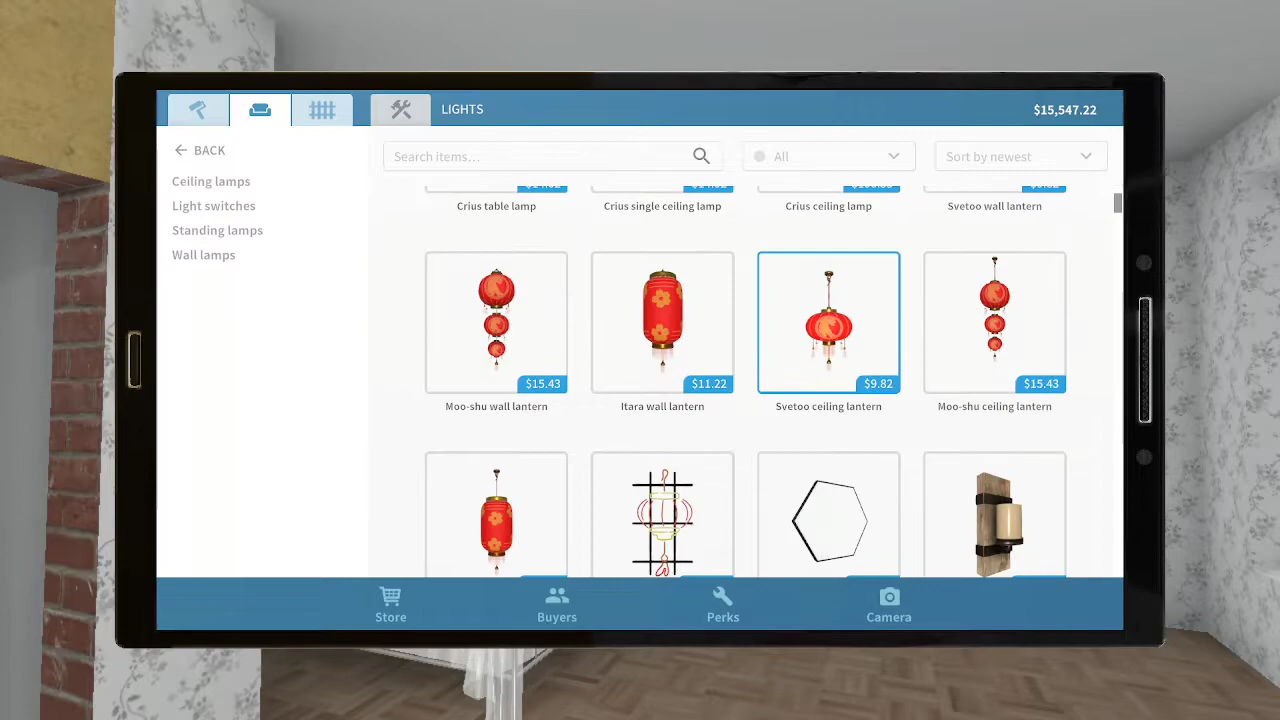 LIGHTS
$15,547.22
BACK
Search items...
All
Sort by newest
Ceiling lamps
Light switches
Standing lamps
Wall lamps
Crius table lamp
Crius single ceiling lamp
Crius ceiling lamp
Svetoo wall lantern
$15.43
$11.22
$9.82
$15.43
Moo-shu wall lantern
Itara wall lantern
Svetoo ceiling lantern
Moo-shu ceiling lantern
Store
Buyers
Perks
Camera